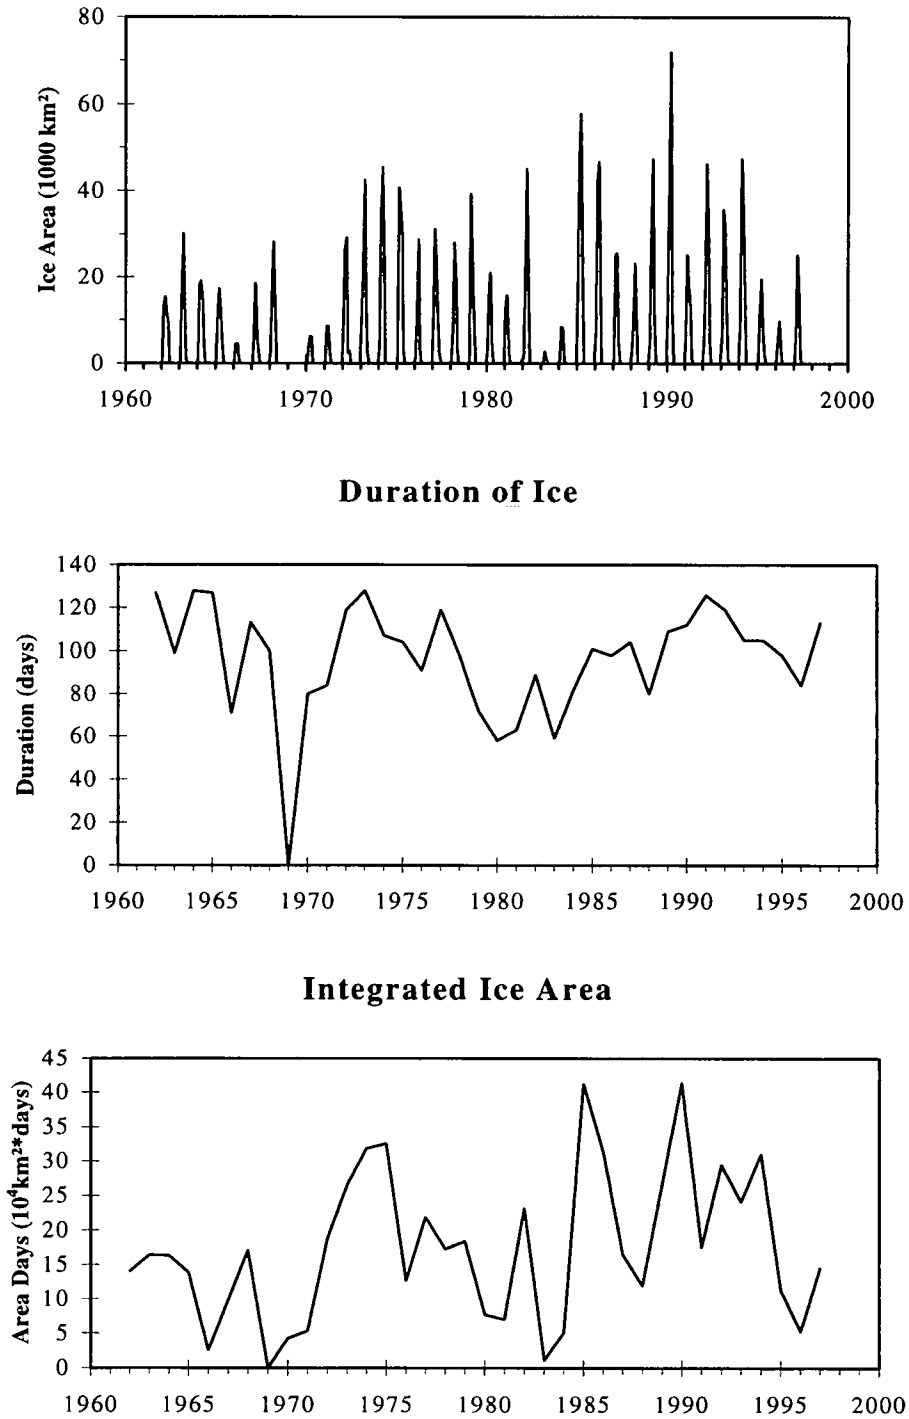 80
60
40
20
0
Ice Area (1000 km²)
1960 1970 1980 1990 2000
Duration of Ice
140
120
100
80
60
40
20
0
Duration (days)
1960 1965 1970 1975 1980 1985 1990 1995 2000
Integrated Ice Area
45
40
35
30
25
20
15
10
5
0
Area Days (10⁴km²*days)
1960 1965 1970 1975 1980 1985 1990 1995 2000